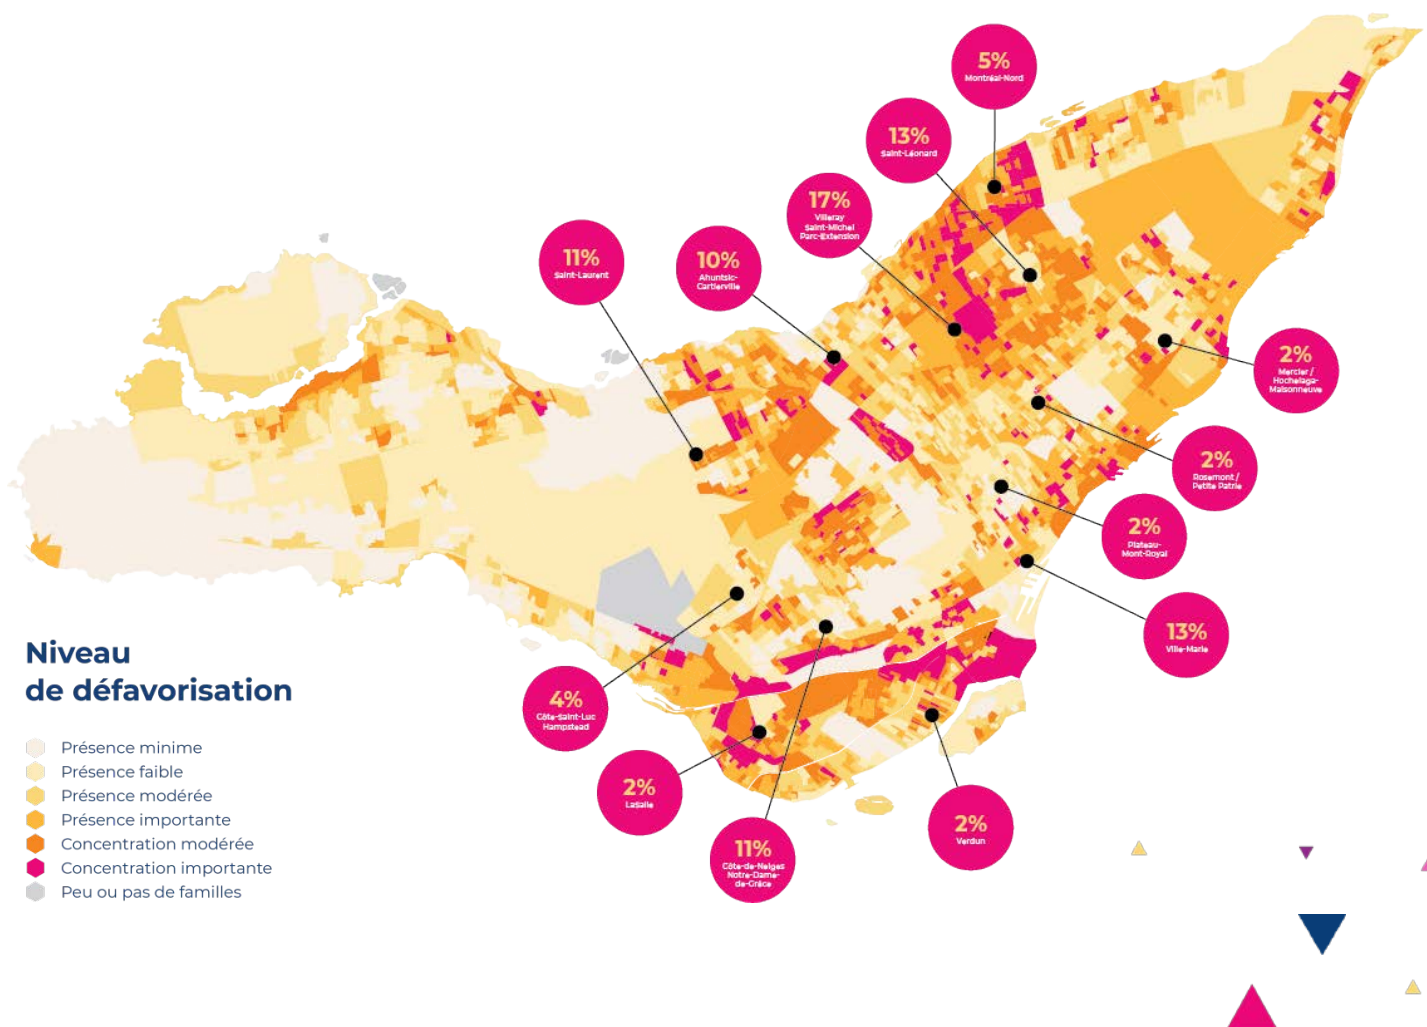 5%
Montréal-Nord
13%
Saint-Léonard
17%
Villeray
Saint-Michel
Parc-Extension
11%
Saint-Laurent
10%
Ahuntsic-
Cartierville
2%
Mercier /
Hochelaga-
Maisonneuve
2%
Rosemont /
Petite Patrie
2%
Plateau-
Mont-Royal
13%
Ville-Marie
4%
Côte-Saint-Luc
Hampstead
2%
LaSalle
11%
Côte-de-Neiges
Notre-Dame-
de-Grâce
2%
Verdun
Niveau
de défavorisation
Présence minime
Présence faible
Présence modérée
Présence importante
Concentration modérée
Concentration importante
Peu ou pas de familles